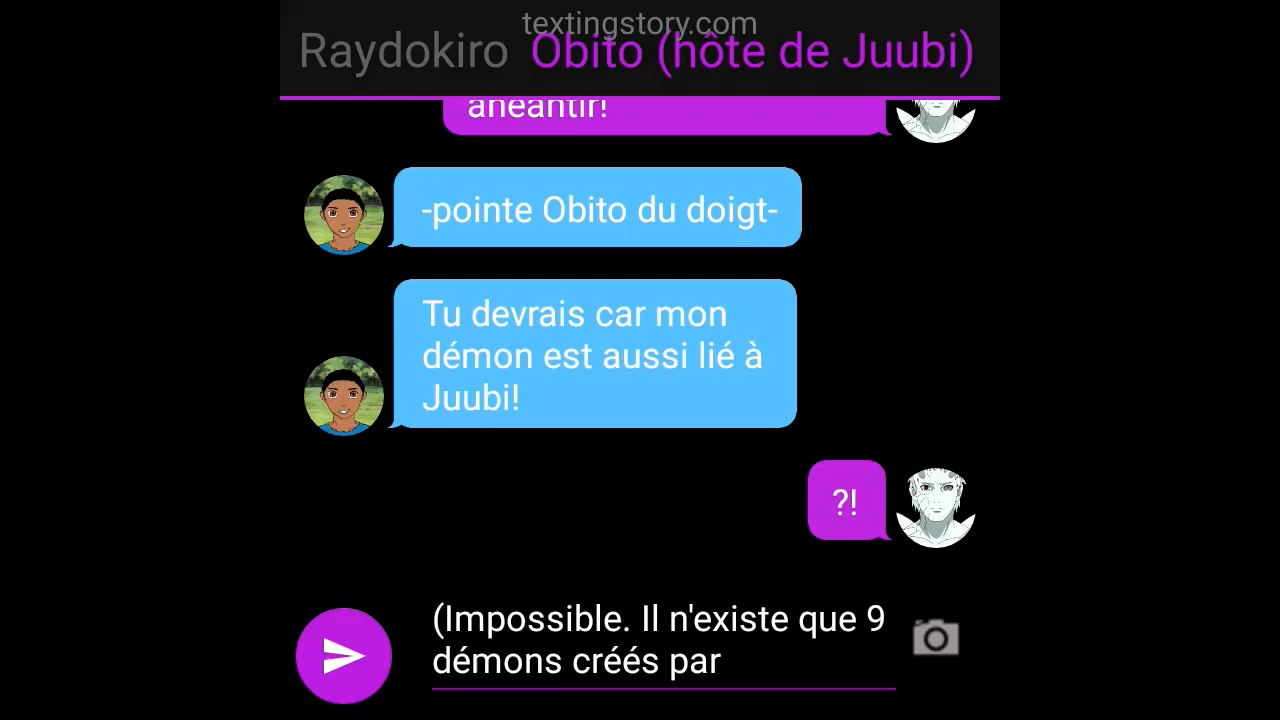 textingstory.com
Raydokiro Obito (hôte de Juubi)
anéantir!
-pointe Obito du doigt-
Tu devrais car mon
démon est aussi lié à
Juubi!
?!
(Impossible. Il n'existe que 9
démons créés par